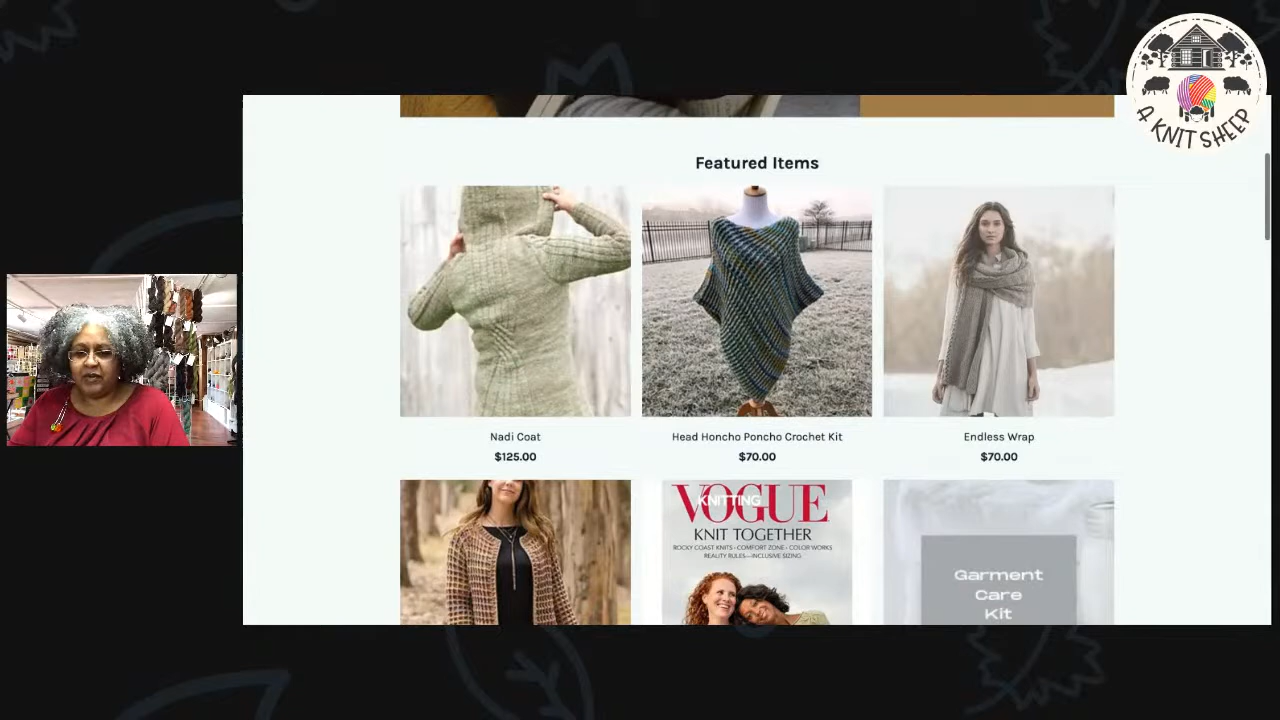 A KNIT SHEEP
Featured Items
Nadi Coat
$125.00
Head Honcho Poncho Crochet Kit
$70.00
Endless Wrap
$70.00
VOGUE
KNITTING
KNIT TOGETHER
ROCKY COAST KNITS · COMFORT ZONE · COLOR WORKS
REALITY RULES—INCLUSIVE SIZING
Garment
Care
Kit